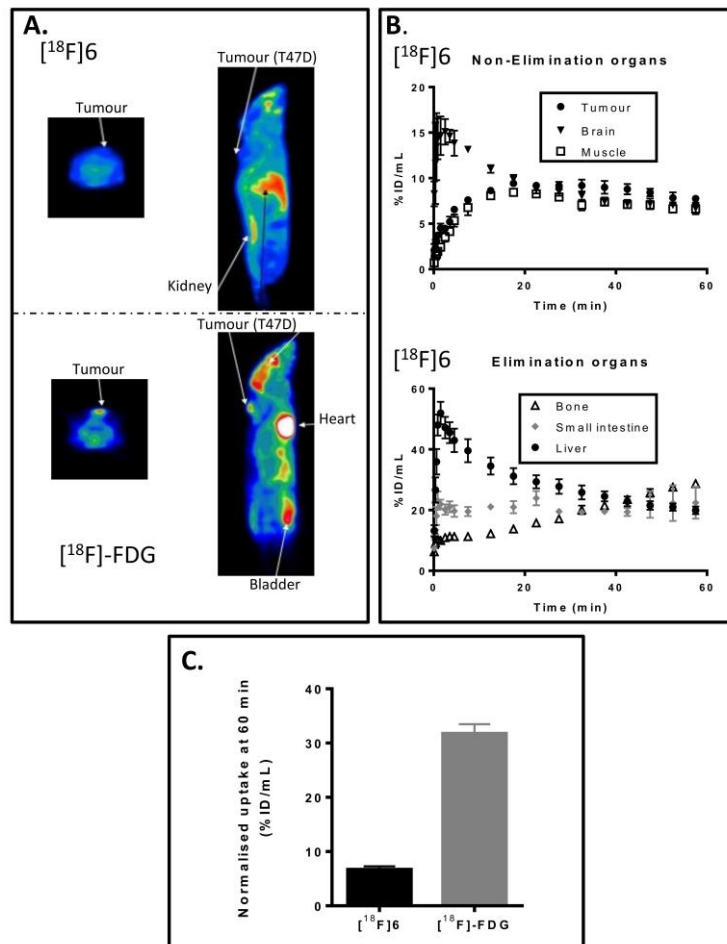 A.
[¹⁸F]6
Tumour
Tumour (T47D)
Kidney
Tumour (T47D)
Tumour
Heart
[¹⁸F]-FDG
Bladder
B.
[¹⁸F]6
Non-Elimination organs
% ID/mL
20
15
10
5
0
Tumour
Brain
Muscle
0 20 40 60
Time (min)
[¹⁸F]6
Elimination organs
% ID/mL
60
40
20
0
Bone
Small intestine
Liver
0 20 40 60
Time (min)
C.
Normalised uptake at 60 min
(% ID/mL)
40
30
20
10
0
[¹⁸F]6 [¹⁸F]-FDG